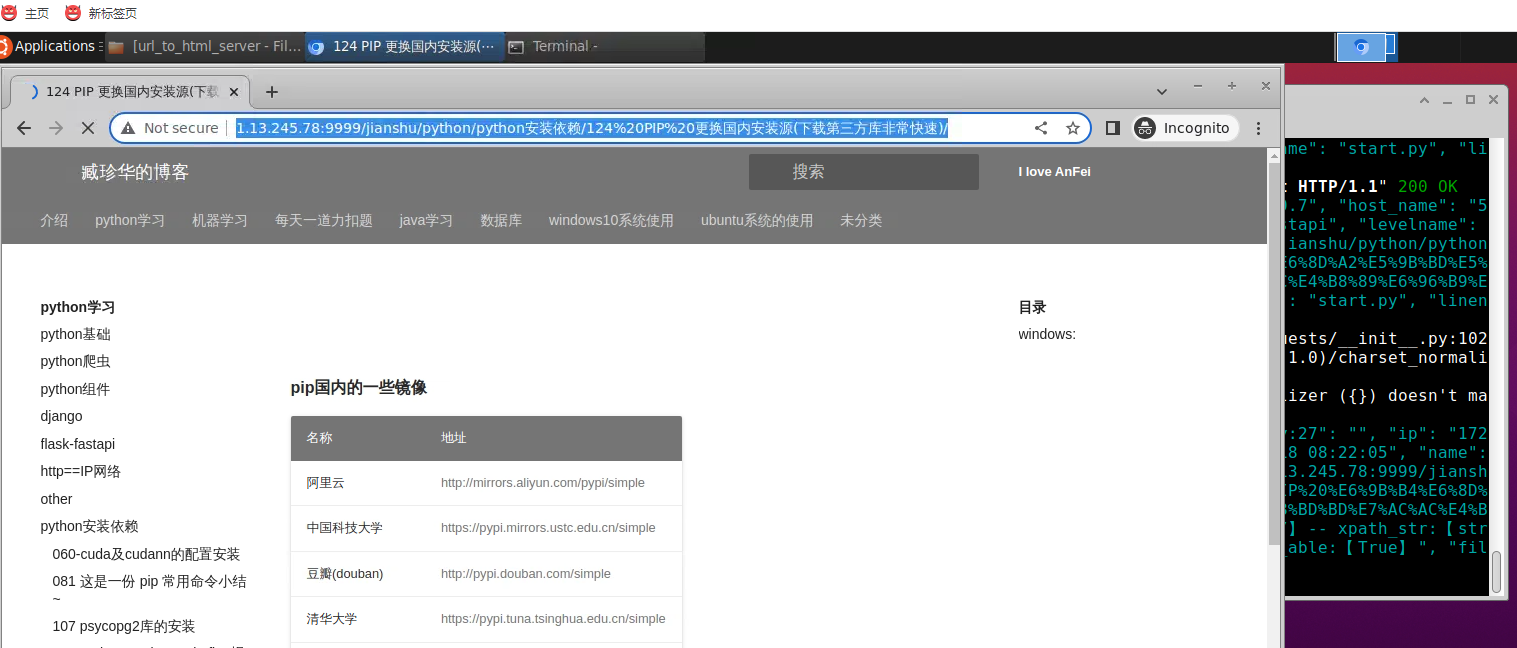 主页 新标签页
Applications [url_to_html_server - Fil... 124 PIP 更换国内安装源(··· Terminal -
124 PIP 更换国内安装源(下载
Not secure 1.13.245.78:9999/jianshu/python/python安装依赖/124%20PIP%20更换国内安装源(下载第三方库非常快速)/ Incognito
臧珍华的博客 搜索 I love AnFei
介绍 python学习 机器学习 每天一道力扣题 java学习 数据库 windows10系统使用 ubuntu系统的使用 未分类
python学习
python基础
python爬虫
python组件
django
flask-fastapi
http==IP网络
other
python安装依赖
060-cuda及cudann的配置安装
081 这是一份 pip 常用命令小结
~
107 psycopg2库的安装
pip国内的一些镜像
名称 地址
阿里云 http://mirrors.aliyun.com/pypi/simple
中国科技大学 https://pypi.mirrors.ustc.edu.cn/simple
豆瓣(douban) http://pypi.douban.com/simple
清华大学 https://pypi.tuna.tsinghua.edu.cn/simple
目录
windows:
ame": "start.py", "li
HTTP/1.1" 200 OK
0.7", "host_name": "5
stapi", "levelname":
jianshu/python/python
E6%8D%A2%E5%9B%BD%E5%
%E4%B8%89%E6%96%B9%E
: "start.py", "linen
uests/__init__.py:102
1.0)/charset_normali
izer ({}) doesn't ma
y:27": "", "ip": "172
18 08:22:05", "name":
13.245.78:9999/jiansh
IP%20%E6%9B%B4%E6%8D%
%BD%BD%E7%AC%AC%E4%B
】 -- xpath_str:【str
able:【True】 ", "fil